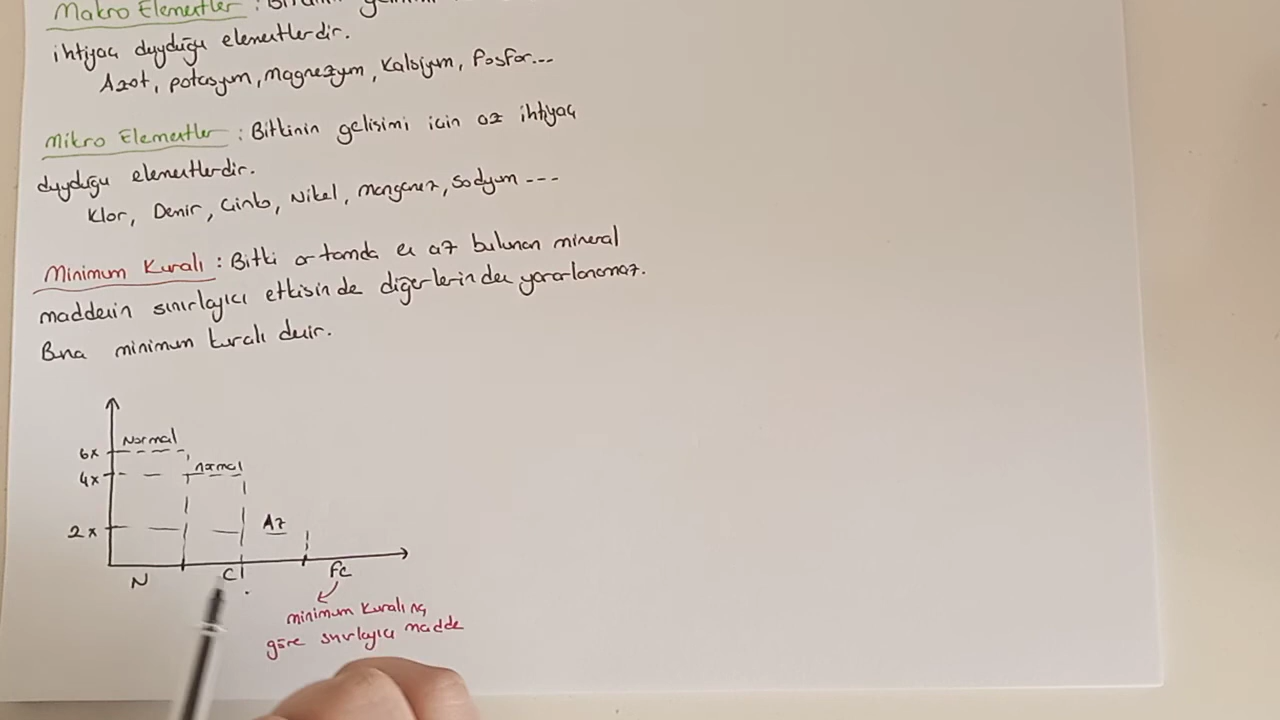 Makro Elementler :
ihtiyaç duyduğu elementlerdir.
Azot, potasyum, magnezyum, Kalsiyum, Fosfor...
Mikro Elementler : Bitkinin gelişimi için az ihtiyaç
duyduğu elementlerdir.
Klor, Demir, Çinko, Nikel, mangenez, Sodyum ---
Minimum Kuralı : Bitki ortamda en az bulunan mineral
maddenin sınırlayıcı etkisinde diğerlerinden yararlanamaz.
Buna minimum kuralı denir.
Normal
6x
normal
4x
Az
2x
N Cl Fe
minimum Kuralına
göre sınırlayıcı madde